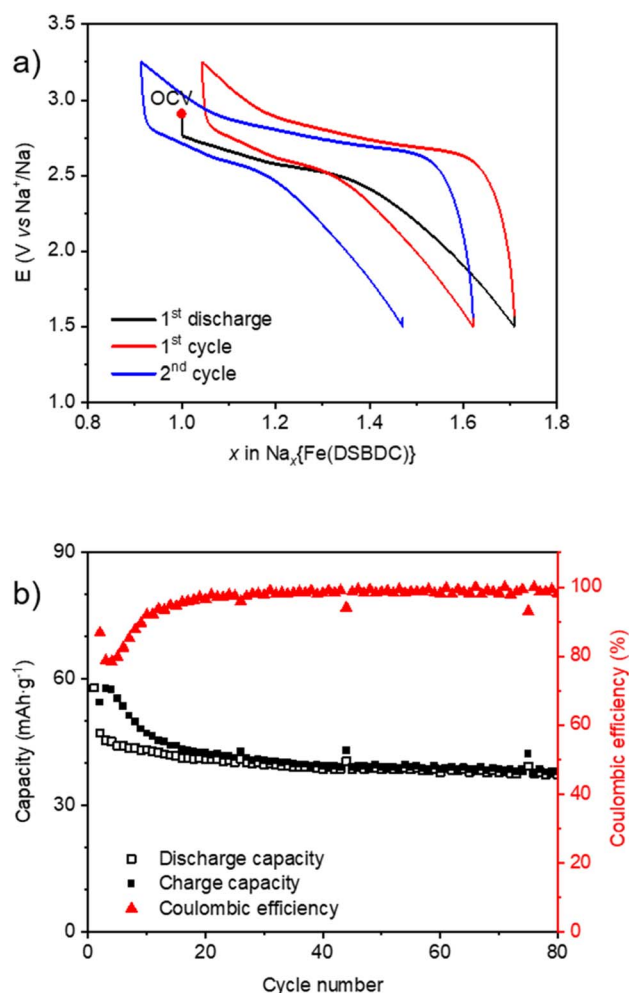 a)
3.5
3.0
2.5
2.0
1.5
1.0
E (V vs Na⁺/Na)
OCV
1st discharge
1st cycle
2nd cycle
0.8 1.0 1.2 1.4 1.6 1.8
x in Naₓ{Fe(DSBDC)}
b)
90
60
30
0
Capacity (mAh·g⁻¹)
100
80
60
40
20
0
Coulombic efficiency (%)
Discharge capacity
Charge capacity
Coulombic efficiency
0 20 40 60 80
Cycle number